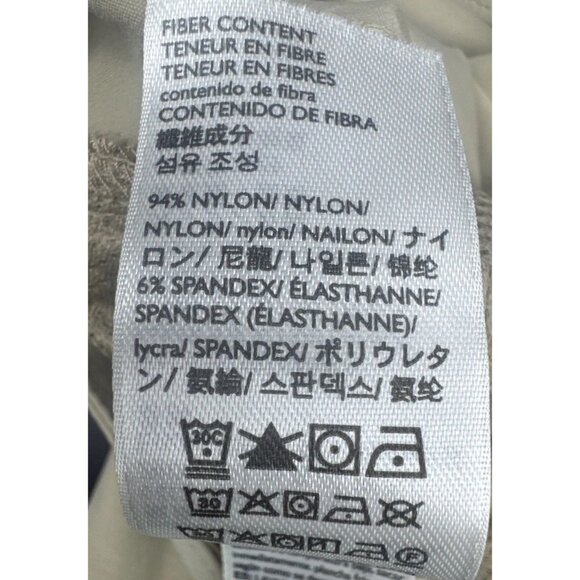 FIBER CONTENT
TENEUR EN FIBRE
TENEUR EN FIBRES
contenido de fibra
CONTENIDO DE FIBRA
纖維成分
섬유 조성
94% NYLON/ NYLON/
NYLON/ nylon/ NAILON/ ナイ
ロン/ 尼龍/ 나일론/ 锦纶
6% SPANDEX/ ÉLASTHANNE/
SPANDEX (ÉLASTHANNE)/
lycra/ SPANDEX/ ポリウレタ
ン/ 氨綸/ 스판덱스/ 氨纶
30C
30
F